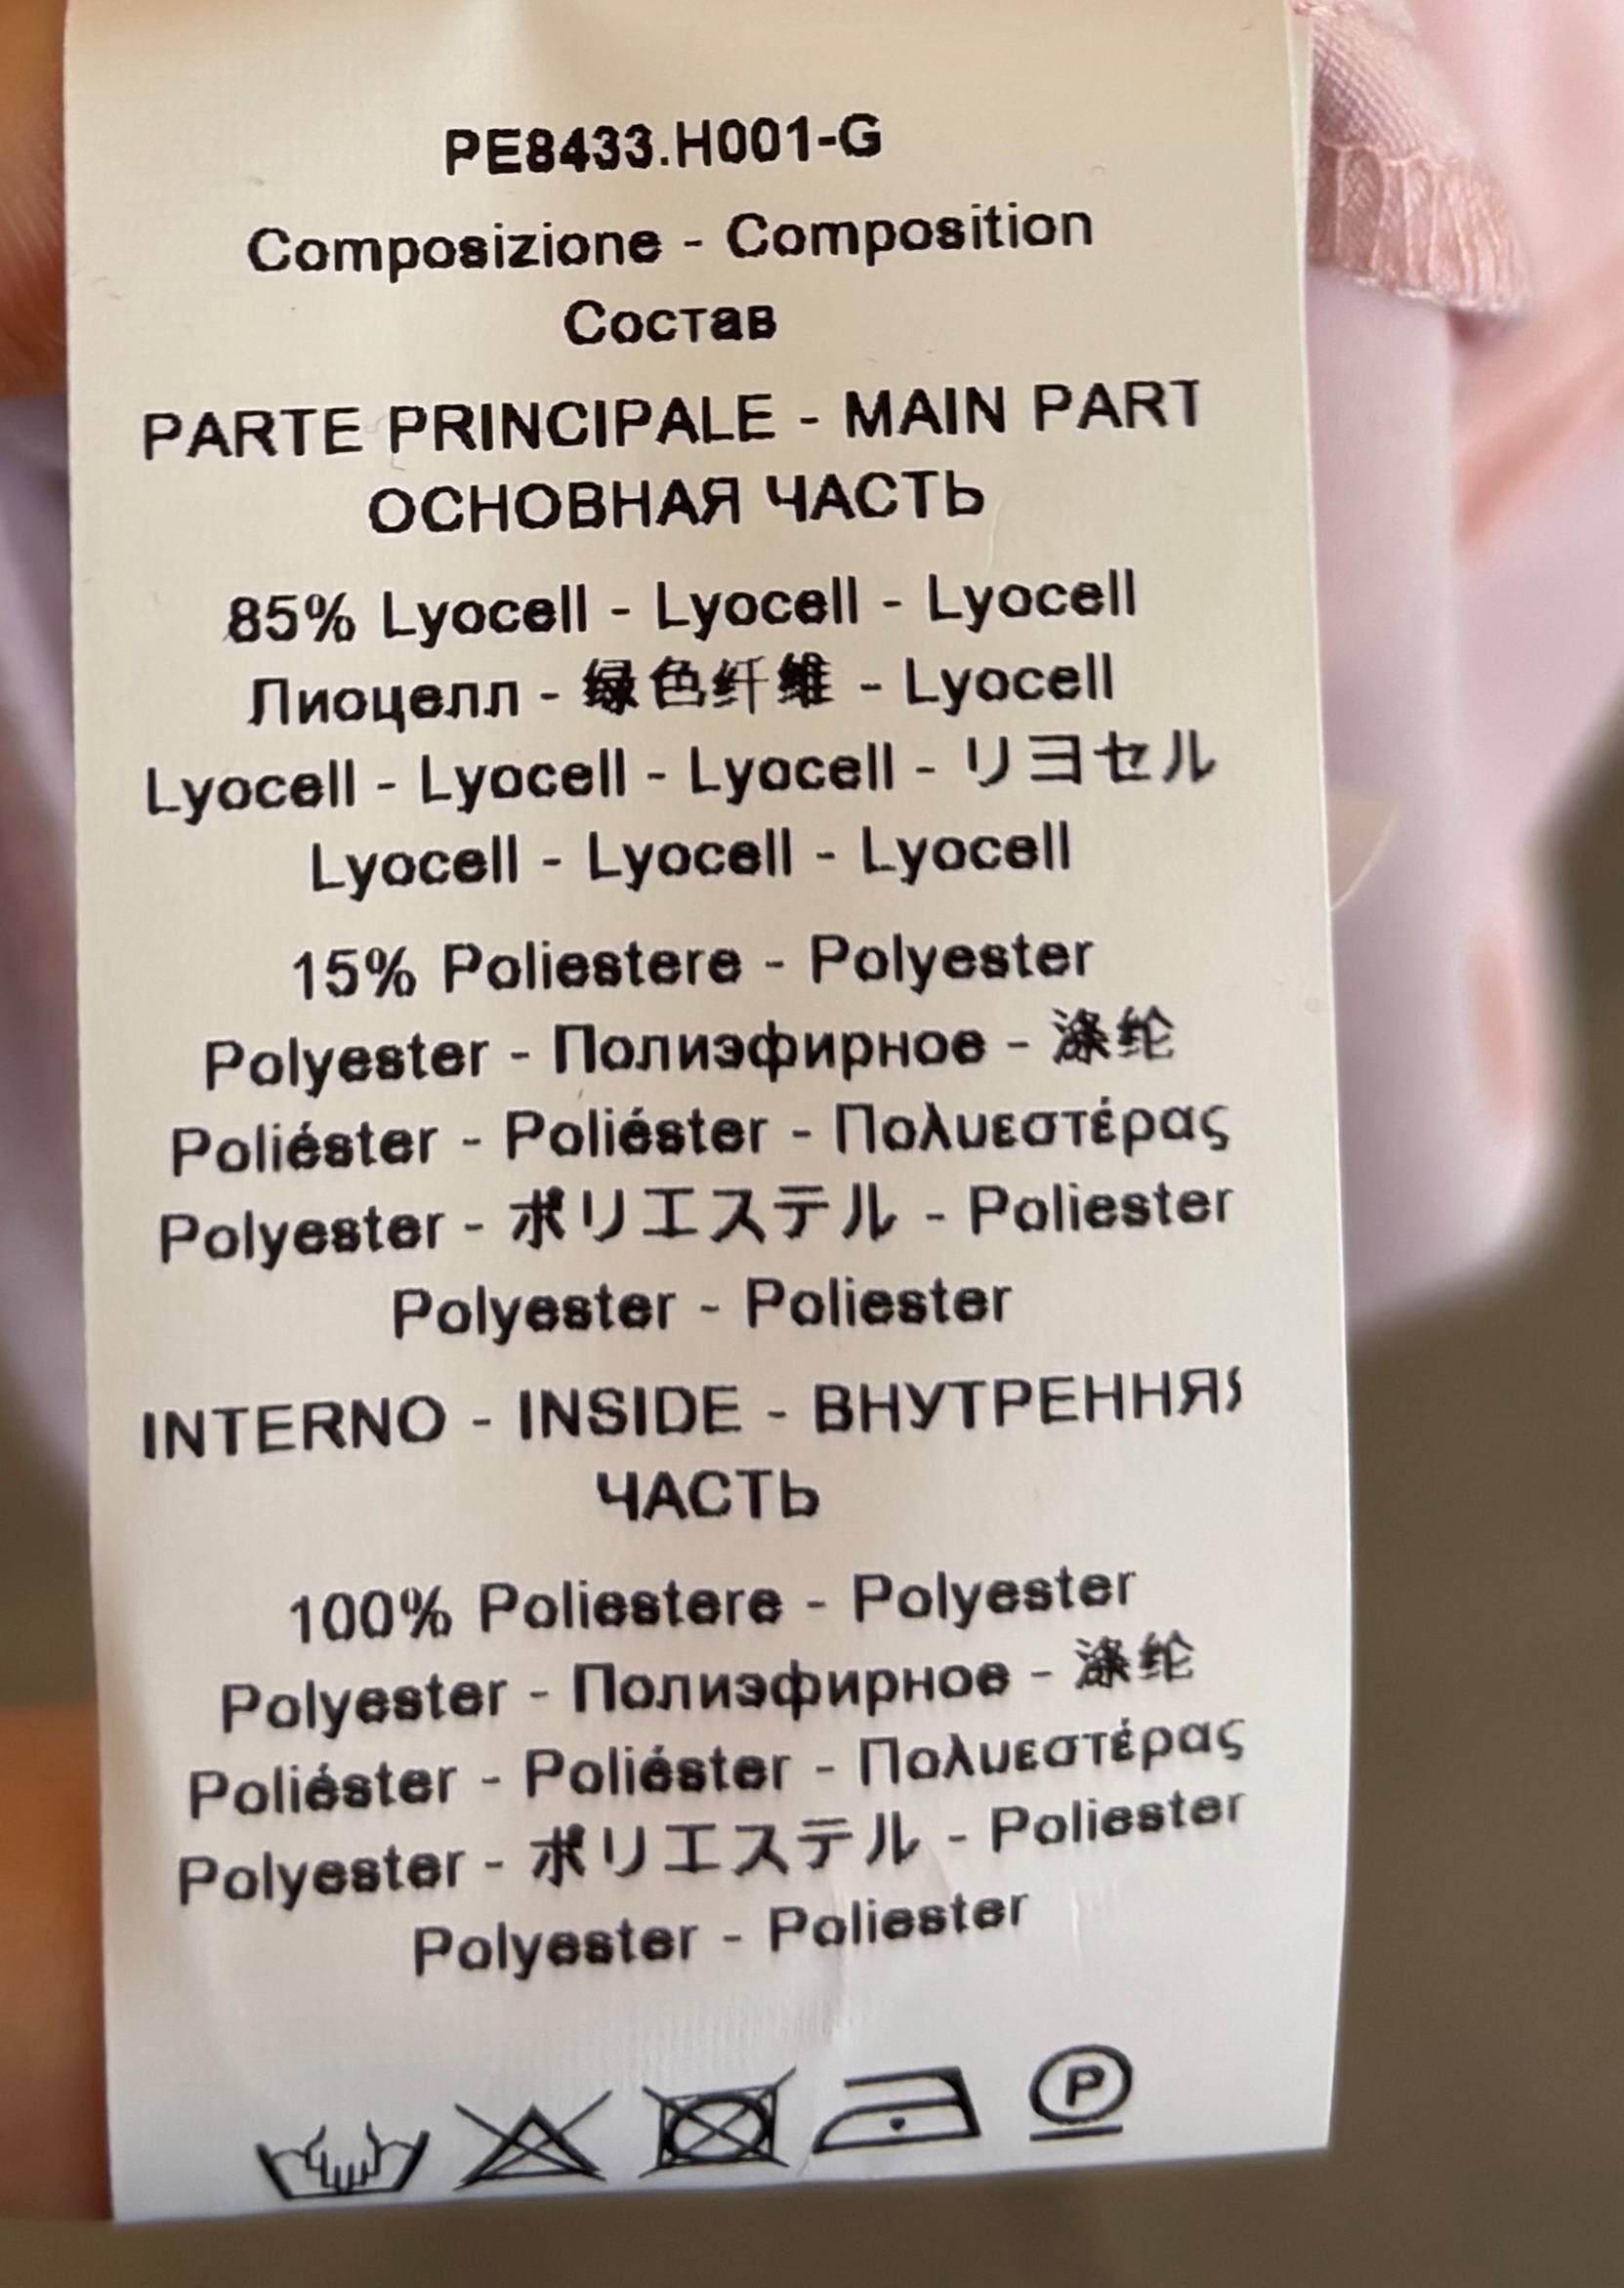 PE8433.H001-G
Composizione - Composition
Состав
PARTE PRINCIPALE - MAIN PART
ОСНОВНАЯ ЧАСТЬ
85% Lyocell - Lyocell - Lyocell
Лиоцелл - 绿色纤维 - Lyocell
Lyocell - Lyocell - Lyocell - リヨセル
Lyocell - Lyocell - Lyocell
15% Poliestere - Polyester
Polyester - Полиэфирное - 涤纶
Poliéster - Poliéster - Πολυεστέρας
Polyester - ポリエステル - Poliester
Polyester - Poliester
INTERNO - INSIDE - ВНУТРЕННЯЯ
ЧАСТЬ
100% Poliestere - Polyester
Polyester - Полиэфирное - 涤纶
Poliéster - Poliéster - Πολυεστέρας
Polyester - ポリエステル - Poliester
Polyester - Poliester
P